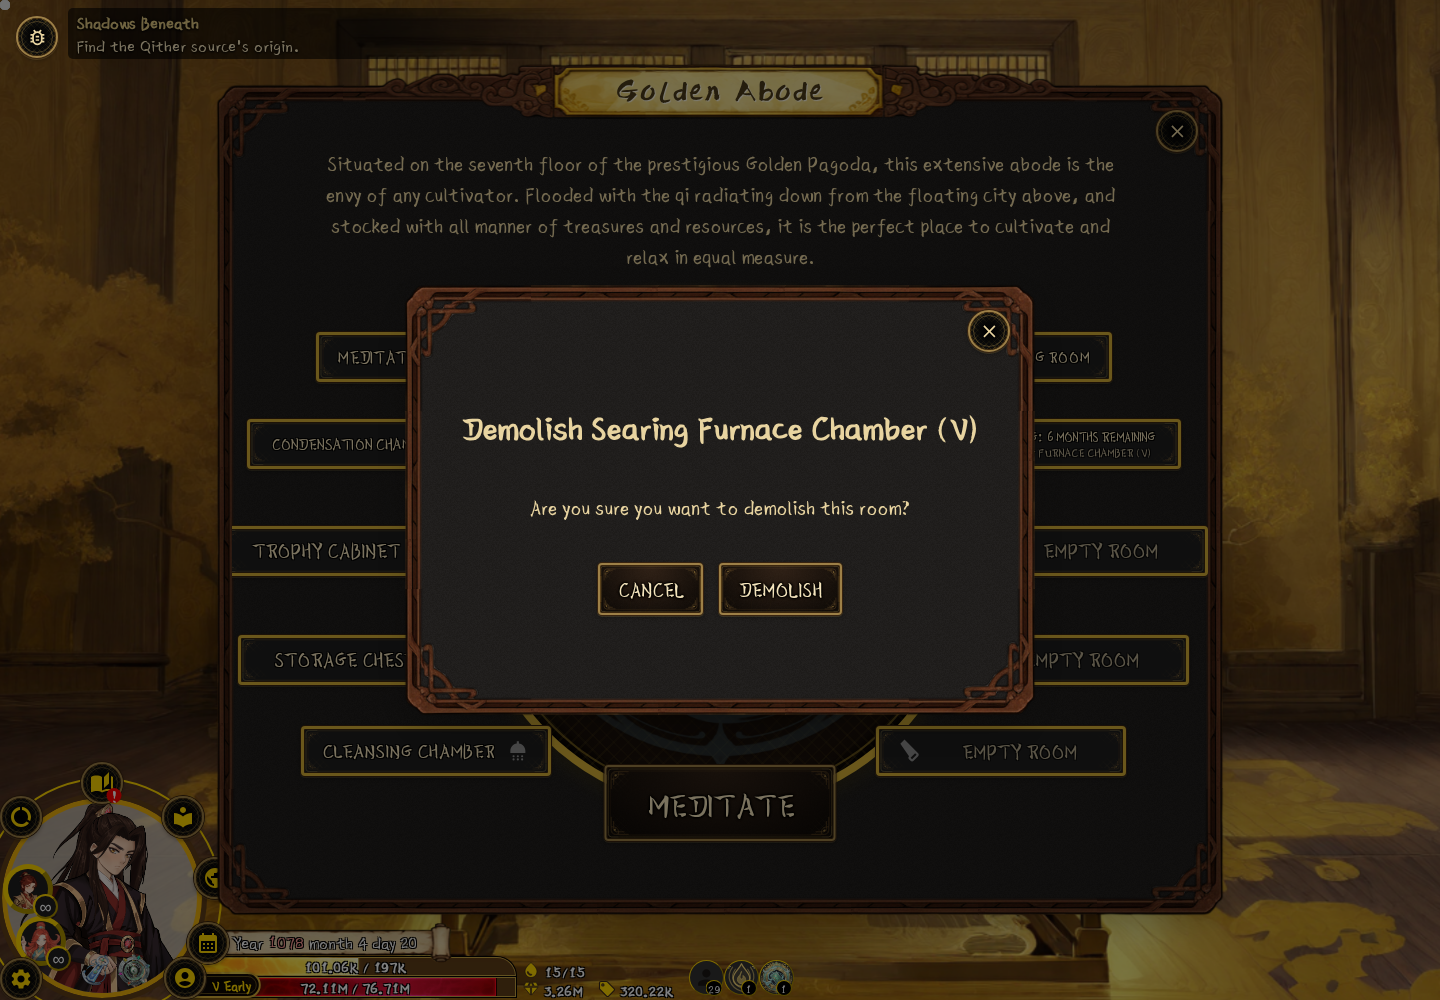 Shadows Beneath
Find the Qither source's origin.
Golden Abode
Situated on the seventh floor of the prestigious Golden Pagoda, this extensive abode is the
envy of any cultivator. Flooded with the qi radiating down from the floating city above, and
stocked with all manner of treasures and resources, it is the perfect place to cultivate and
relax in equal measure.
MEDITAT
G ROOM
Demolish Searing Furnace Chamber (V)
CONDENSATION CHA
: 6 MONTHS REMAINING
FURNACE CHAMBER (V)
Are you sure you want to demolish this room?
TROPHY CABINET
EMPTY ROOM
CANCEL
DEMOLISH
STORAGE CHES
MPTY ROOM
CLEANSING CHAMBER
EMPTY ROOM
MEDITATE
Year 1078 month 4 day 20
101.06K / 197K
V Early
72.11M / 76.71M
15/15
3.26M
320.22K
29
1
1